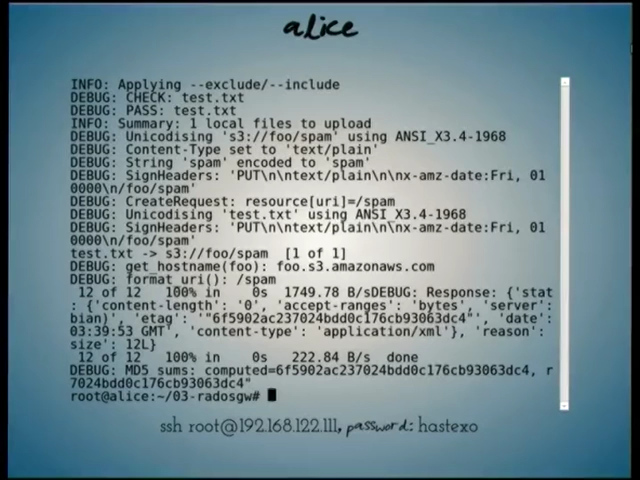 alice
INFO: Applying --exclude/--include
DEBUG: CHECK: test.txt
DEBUG: PASS: test.txt
INFO: Summary: 1 local files to upload
DEBUG: Unicodising 's3://foo/spam' using ANSI_X3.4-1968
DEBUG: Content-Type set to 'text/plain'
DEBUG: String 'spam' encoded to 'spam'
DEBUG: SignHeaders: 'PUT\n\ntext/plain\n\nx-amz-date:Fri, 01
0000\n/foo/spam'
DEBUG: CreateRequest: resource[uri]=/spam
DEBUG: Unicodising 'test.txt' using ANSI_X3.4-1968
DEBUG: SignHeaders: 'PUT\n\ntext/plain\n\nx-amz-date:Fri, 01
0000\n/foo/spam'
test.txt -> s3://foo/spam  [1 of 1]
DEBUG: get_hostname(foo): foo.s3.amazonaws.com
DEBUG: format_uri(): /spam
 12 of 12   100% in    0s  1749.78 B/sDEBUG: Response: {'stat
: {'content-length': '0', 'accept-ranges': 'bytes', 'server':
bian)', 'etag': '"6f5902ac237024bdd0c176cb93063dc4"', 'date':
03:39:53 GMT', 'content-type': 'application/xml'}, 'reason':
size': 12L}
 12 of 12   100% in    0s   222.84 B/s  done
DEBUG: MD5 sums: computed=6f5902ac237024bdd0c176cb93063dc4, r
7024bdd0c176cb93063dc4"
root@alice:~/03-radosgw#
ssh root@192.168.122.111, password: hastexo